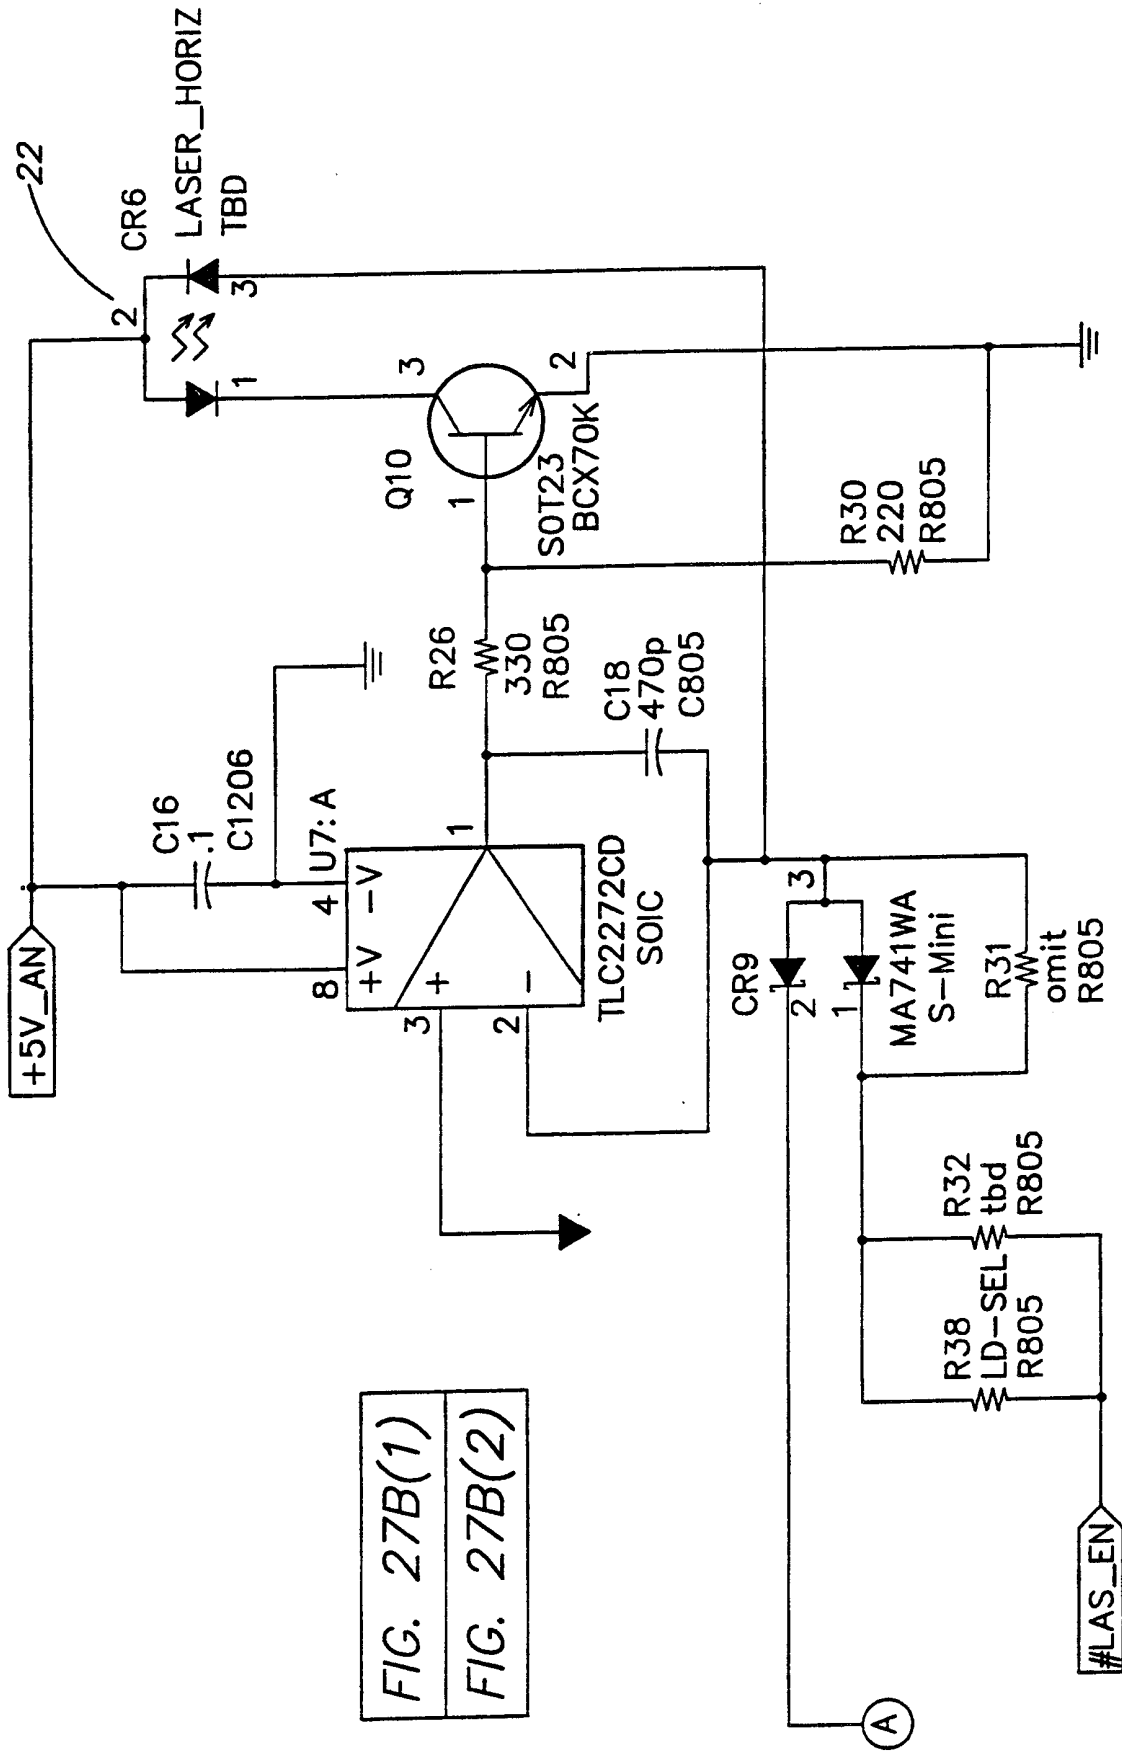 +5V_AN
22
2
CR6
LASER_HORIZ
TBD
3
1
C16
.1
C1206
U7:A
8
4
+V
-V
3
+
2
-
1
TLC2272CD
SOIC
R26
330
R805
Q10
3
1
2
SOT23
BCX70K
C18
470p
C805
R30
220
R805
CR9
3
2
1
MA741WA
S-Mini
R31
omit
R805
R32
tbd
R805
R38
LD-SEL
R805
#LAS_EN
A
FIG. 27B(1)
FIG. 27B(2)